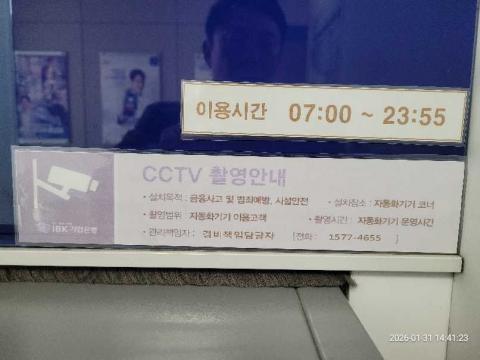 이용시간 07:00 ~ 23:55
CCTV 촬영안내
• 설치목적 : 금융사고 및 범죄예방, 시설안전 • 설치장소 : 자동화기기 코너
• 촬영범위 자동화기기 이용고객 • 촬영시간 : 자동화기기 운영시간
• 관리책임자 : 경비책임담당자 [전화 : 1577-4655 ]
IBK 기업은행
2026-01-31 14:41:23